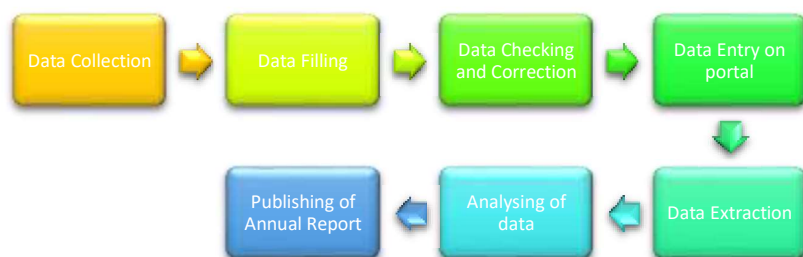 Data Collection
Data Filling
Data Checking
and Correction
Data Entry on
portal
Data Extraction
Analysing of
data
Publishing of
Annual Report